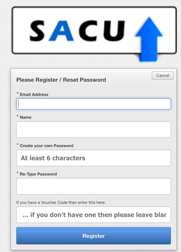 SACU
Please Register / Reset Password
Cancel
* Email Address
* Name
* Create your own Password
At least 6 characters
* Re-Type Password
If you have a Voucher Code then enter this here:
... if you don't have one then please leave blar
Register